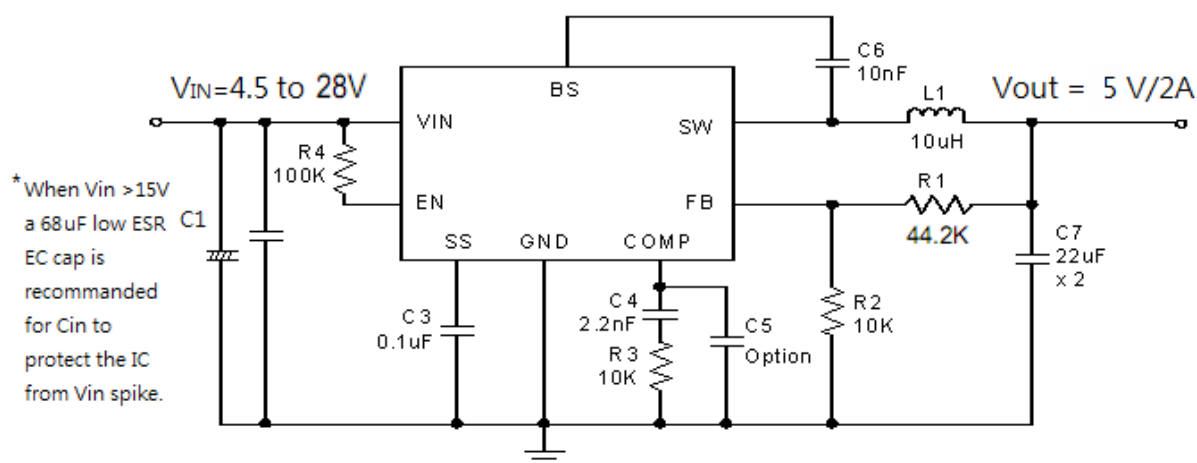 C6
10nF
VIN=4.5 to 28V
BS
L1
Vout = 5 V/2A
VIN
SW
10uH
R4
100K
*When Vin >15V
a 68uF low ESR
EC cap is
recommanded
for Cin to
protect the IC
from Vin spike.
C1
EN
FB
R1
44.2K
SS
GND
COMP
C7
22uF
x 2
C3
0.1uF
C4
2.2nF
R3
10K
C5
Option
R2
10K